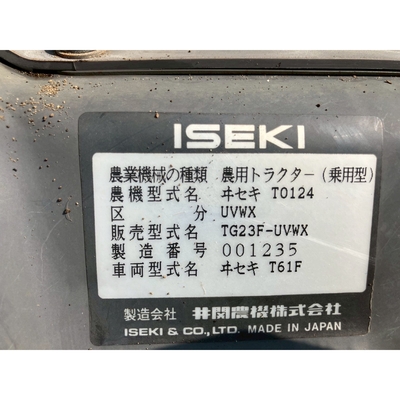 ISEKI
農業機械の種類 農用トラクター(乗用型)
農機型式名 ヰセキ T0124
区分 UVWX
販売型式名 TG23F-UVWX
製造番号 001235
車両型式名 ヰセキ T61F
製造会社 井関農機株式会社
ISEKI & CO., LTD. MADE IN JAPAN